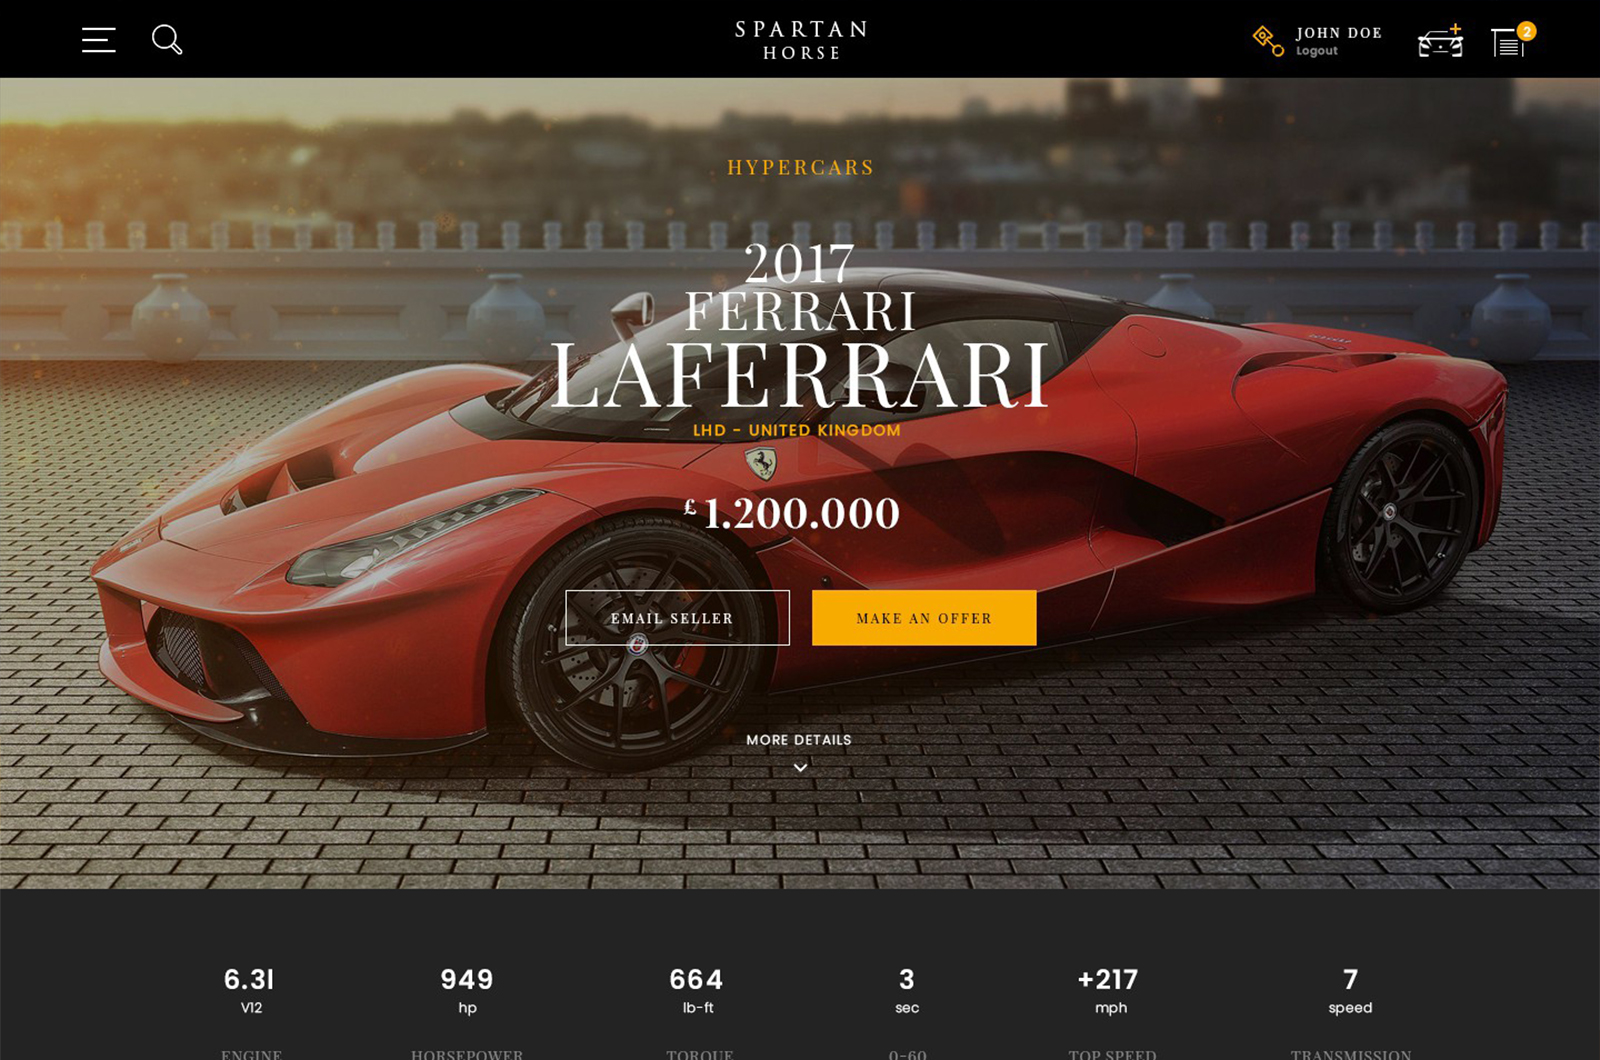 SPARTAN
HORSE
JOHN DOE
Logout
2
HYPERCARS
2017
FERRARI
LAFERRARI
LHD - UNITED KINGDOM
£ 1.200.000
EMAIL SELLER
MAKE AN OFFER
MORE DETAILS
6.3l
949
664
3
+217
7
V12
hp
lb-ft
sec
mph
speed
ENGINE
HORSEPOWER
TORQUE
0-60
TOP SPEED
TRANSMISSION